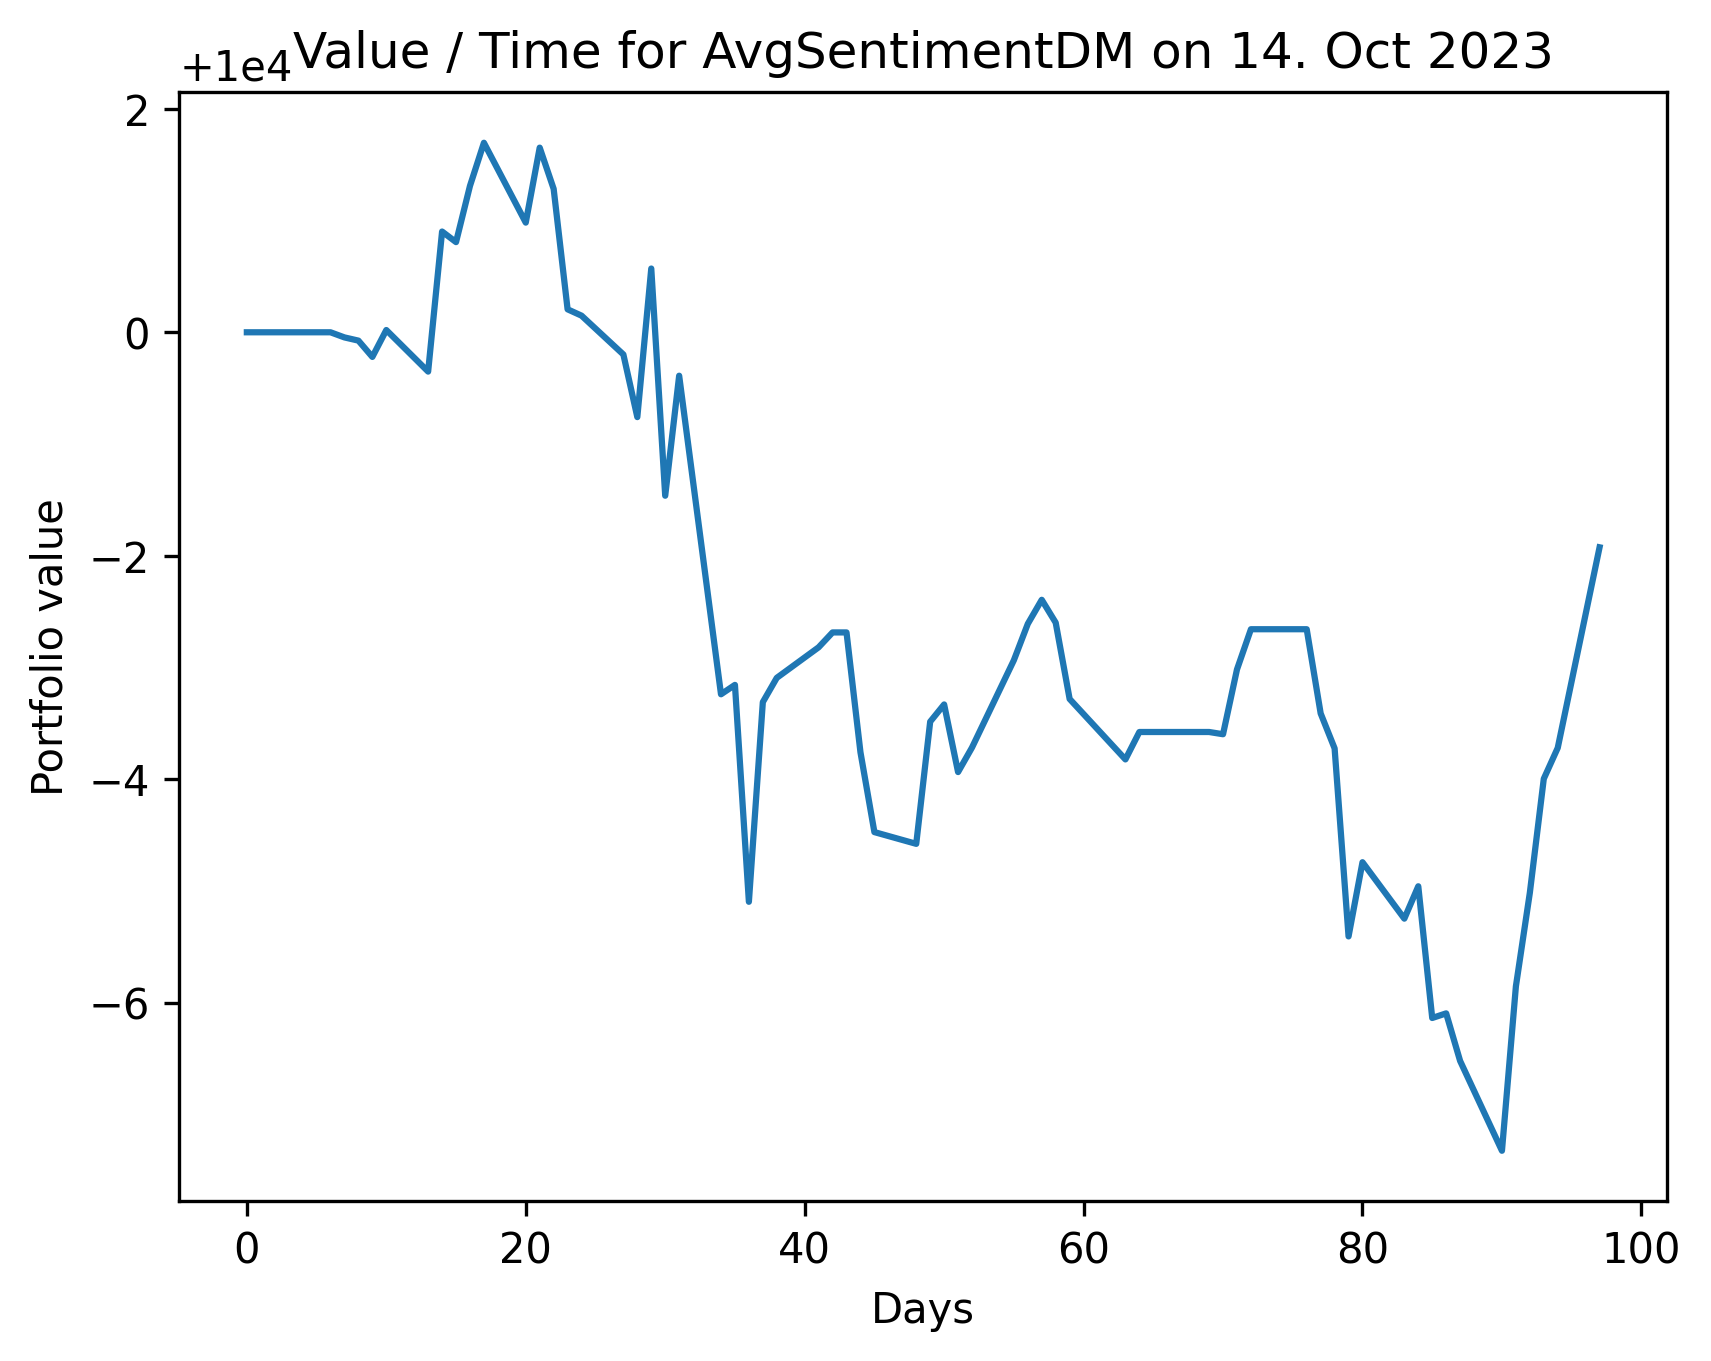 Value / Time for AvgSentimentDM on 14. Oct 2023
+1e4
2
0
−2
−4
−6
Portfolio value
0 20 40 60 80 100
Days